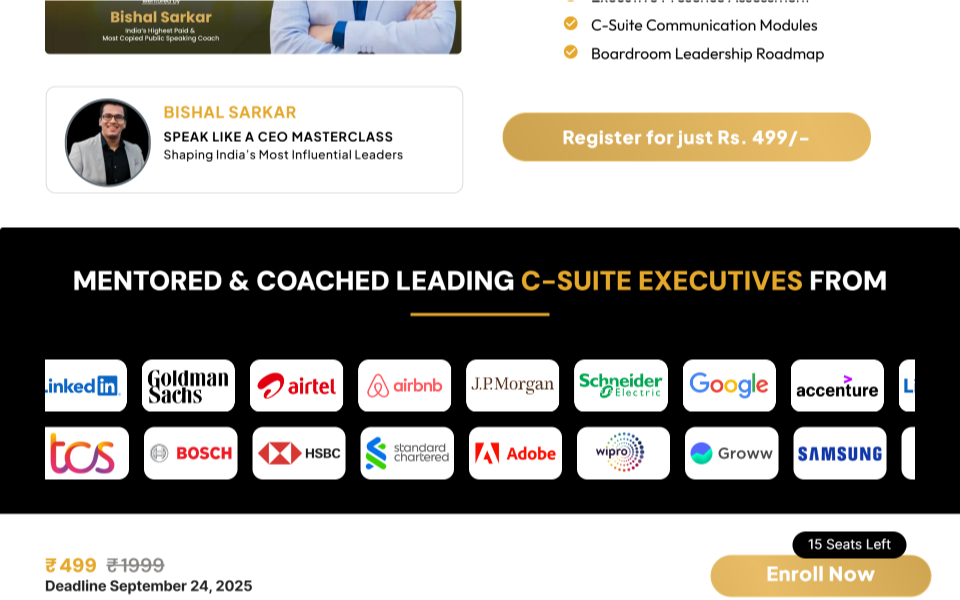 Mentored by
Bishal Sarkar
India's Highest Paid &
Most Copied Public Speaking Coach
C-Suite Communication Modules
Boardroom Leadership Roadmap
BISHAL SARKAR
SPEAK LIKE A CEO MASTERCLASS
Shaping India's Most Influential Leaders
Register for just Rs. 499/-
MENTORED & COACHED LEADING C-SUITE EXECUTIVES FROM
Linked in
Goldman Sachs
airtel
airbnb
J.P.Morgan
Schneider Electric
Google
accenture
Li
tcs
BOSCH
HSBC
standard chartered
Adobe
wipro
Groww
SAMSUNG
15 Seats Left
₹499 ₹1999
Deadline September 24, 2025
Enroll Now